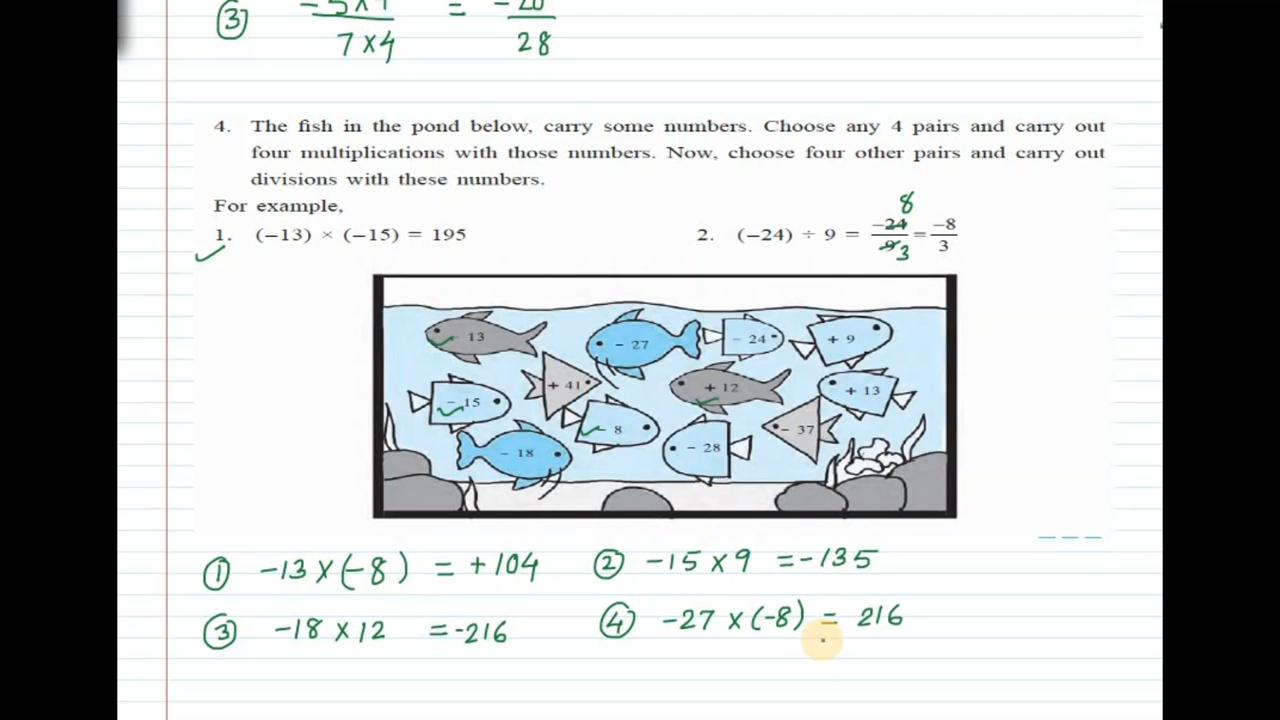 ③ -5×4 = -20
7×4 28
4. The fish in the pond below, carry some numbers. Choose any 4 pairs and carry out
four multiplications with those numbers. Now, choose four other pairs and carry out
divisions with these numbers.
For example,
8
1. (−13) × (−15) = 195 2. (−24) ÷ 9 = −24/9 = −8/3
3
- 13 - 27 - 24 + 9
+ 41 + 12 + 13
- 15 - 8 - 37
- 18 - 28
① -13×(-8) = +104 ② -15×9 = -135
③ -18×12 = -216 ④ -27×(-8) = 216